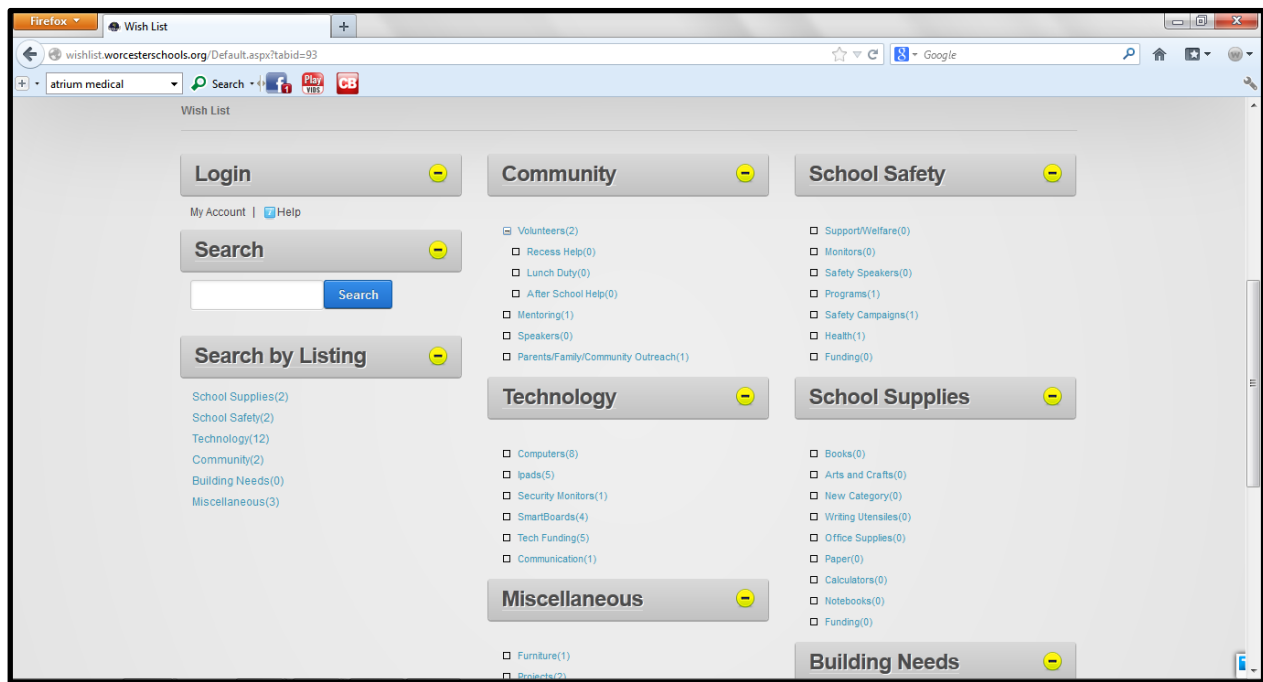 Firefox
Wish List
+
wishlist.worcesterschools.org/Default.aspx?tabid=93
Google
atrium medical
Search
1
Play VIDS
CB
Wish List
Login
My Account | Help
Search
Search
Search by Listing
School Supplies(2)
School Safety(2)
Technology(12)
Community(2)
Building Needs(0)
Miscellaneous(3)
Community
Volunteers(2)
Recess Help(0)
Lunch Duty(0)
After School Help(0)
Mentoring(1)
Speakers(0)
Parents/Family/Community Outreach(1)
Technology
Computers(8)
Ipads(5)
Security Monitors(1)
SmartBoards(4)
Tech Funding(5)
Communication(1)
Miscellaneous
Furniture(1)
Projects(2)
School Safety
Support/Welfare(0)
Monitors(0)
Safety Speakers(0)
Programs(1)
Safety Campaigns(1)
Health(1)
Funding(0)
School Supplies
Books(0)
Arts and Crafts(0)
New Category(0)
Writing Utensiles(0)
Office Supplies(0)
Paper(0)
Calculators(0)
Notebooks(0)
Funding(0)
Building Needs